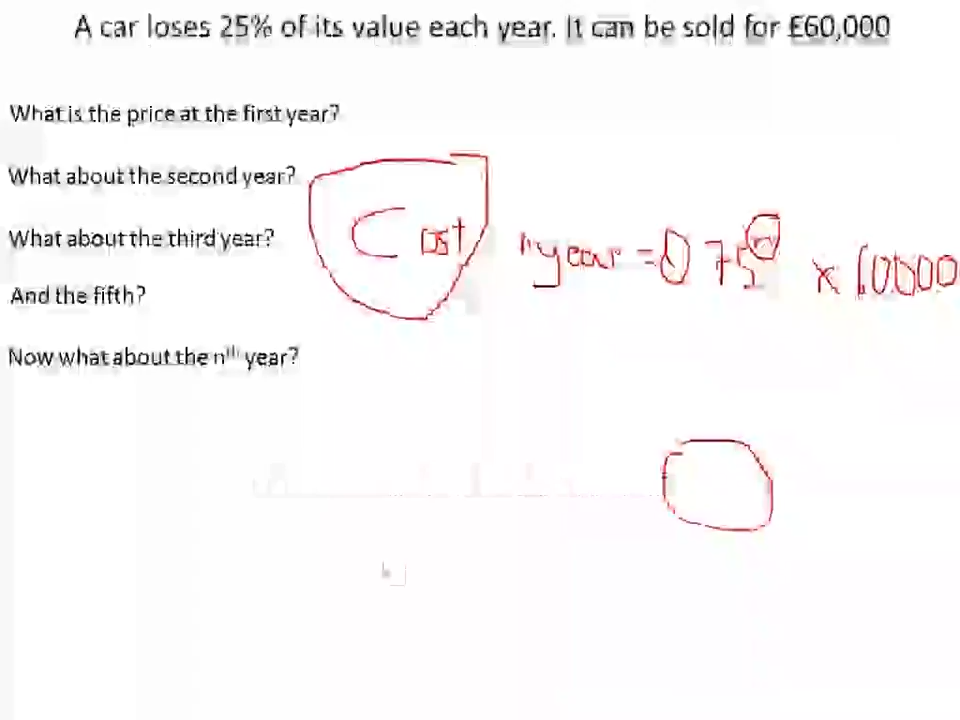 A car loses 25% of its value each year. It can be sold for £60,000
What is the price at the first year?
What about the second year?
What about the third year?
And the fifth?
Now what about the nth year?
Cost year = 0 75 × 60000